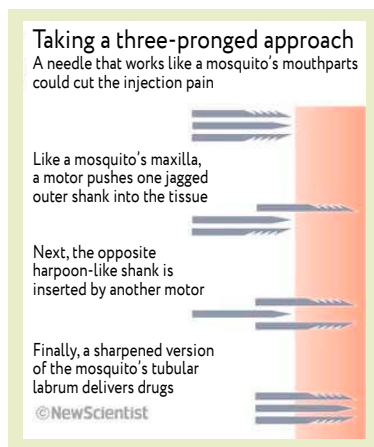 Taking a three-pronged approach
A needle that works like a mosquito's mouthparts
could cut the injection pain
Like a mosquito's maxilla,
a motor pushes one jagged
outer shank into the tissue
Next, the opposite
harpoon-like shank is
inserted by another motor
Finally, a sharpened version
of the mosquito's tubular
labrum delivers drugs
©NewScientist